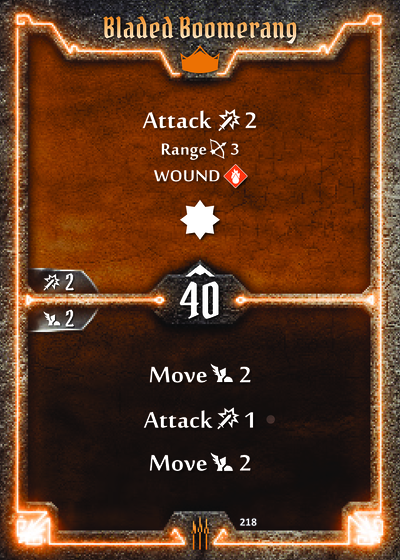 Bladed Boomerang
Attack 2
Range 3
WOUND
2
40
2
Move 2
Attack 1
Move 2
218